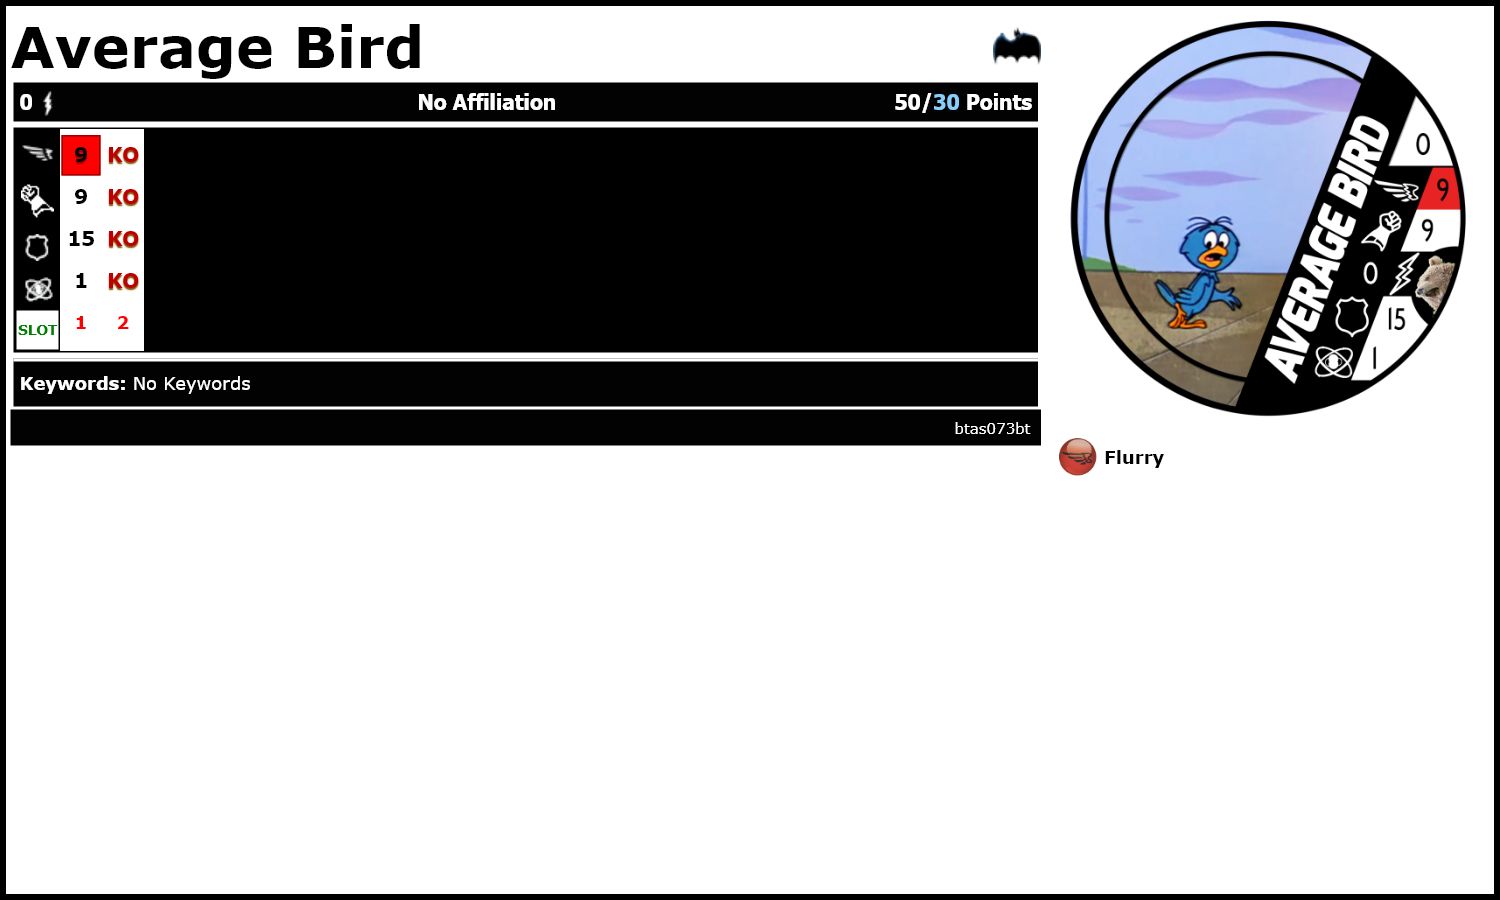 Average Bird
0 No Affiliation 50/30 Points
9 KO
9 KO
15 KO
1 KO
SLOT 1 2
Keywords: No Keywords
btas073bt
AVERAGE BIRD
0
9
9
0
15
1
Flurry